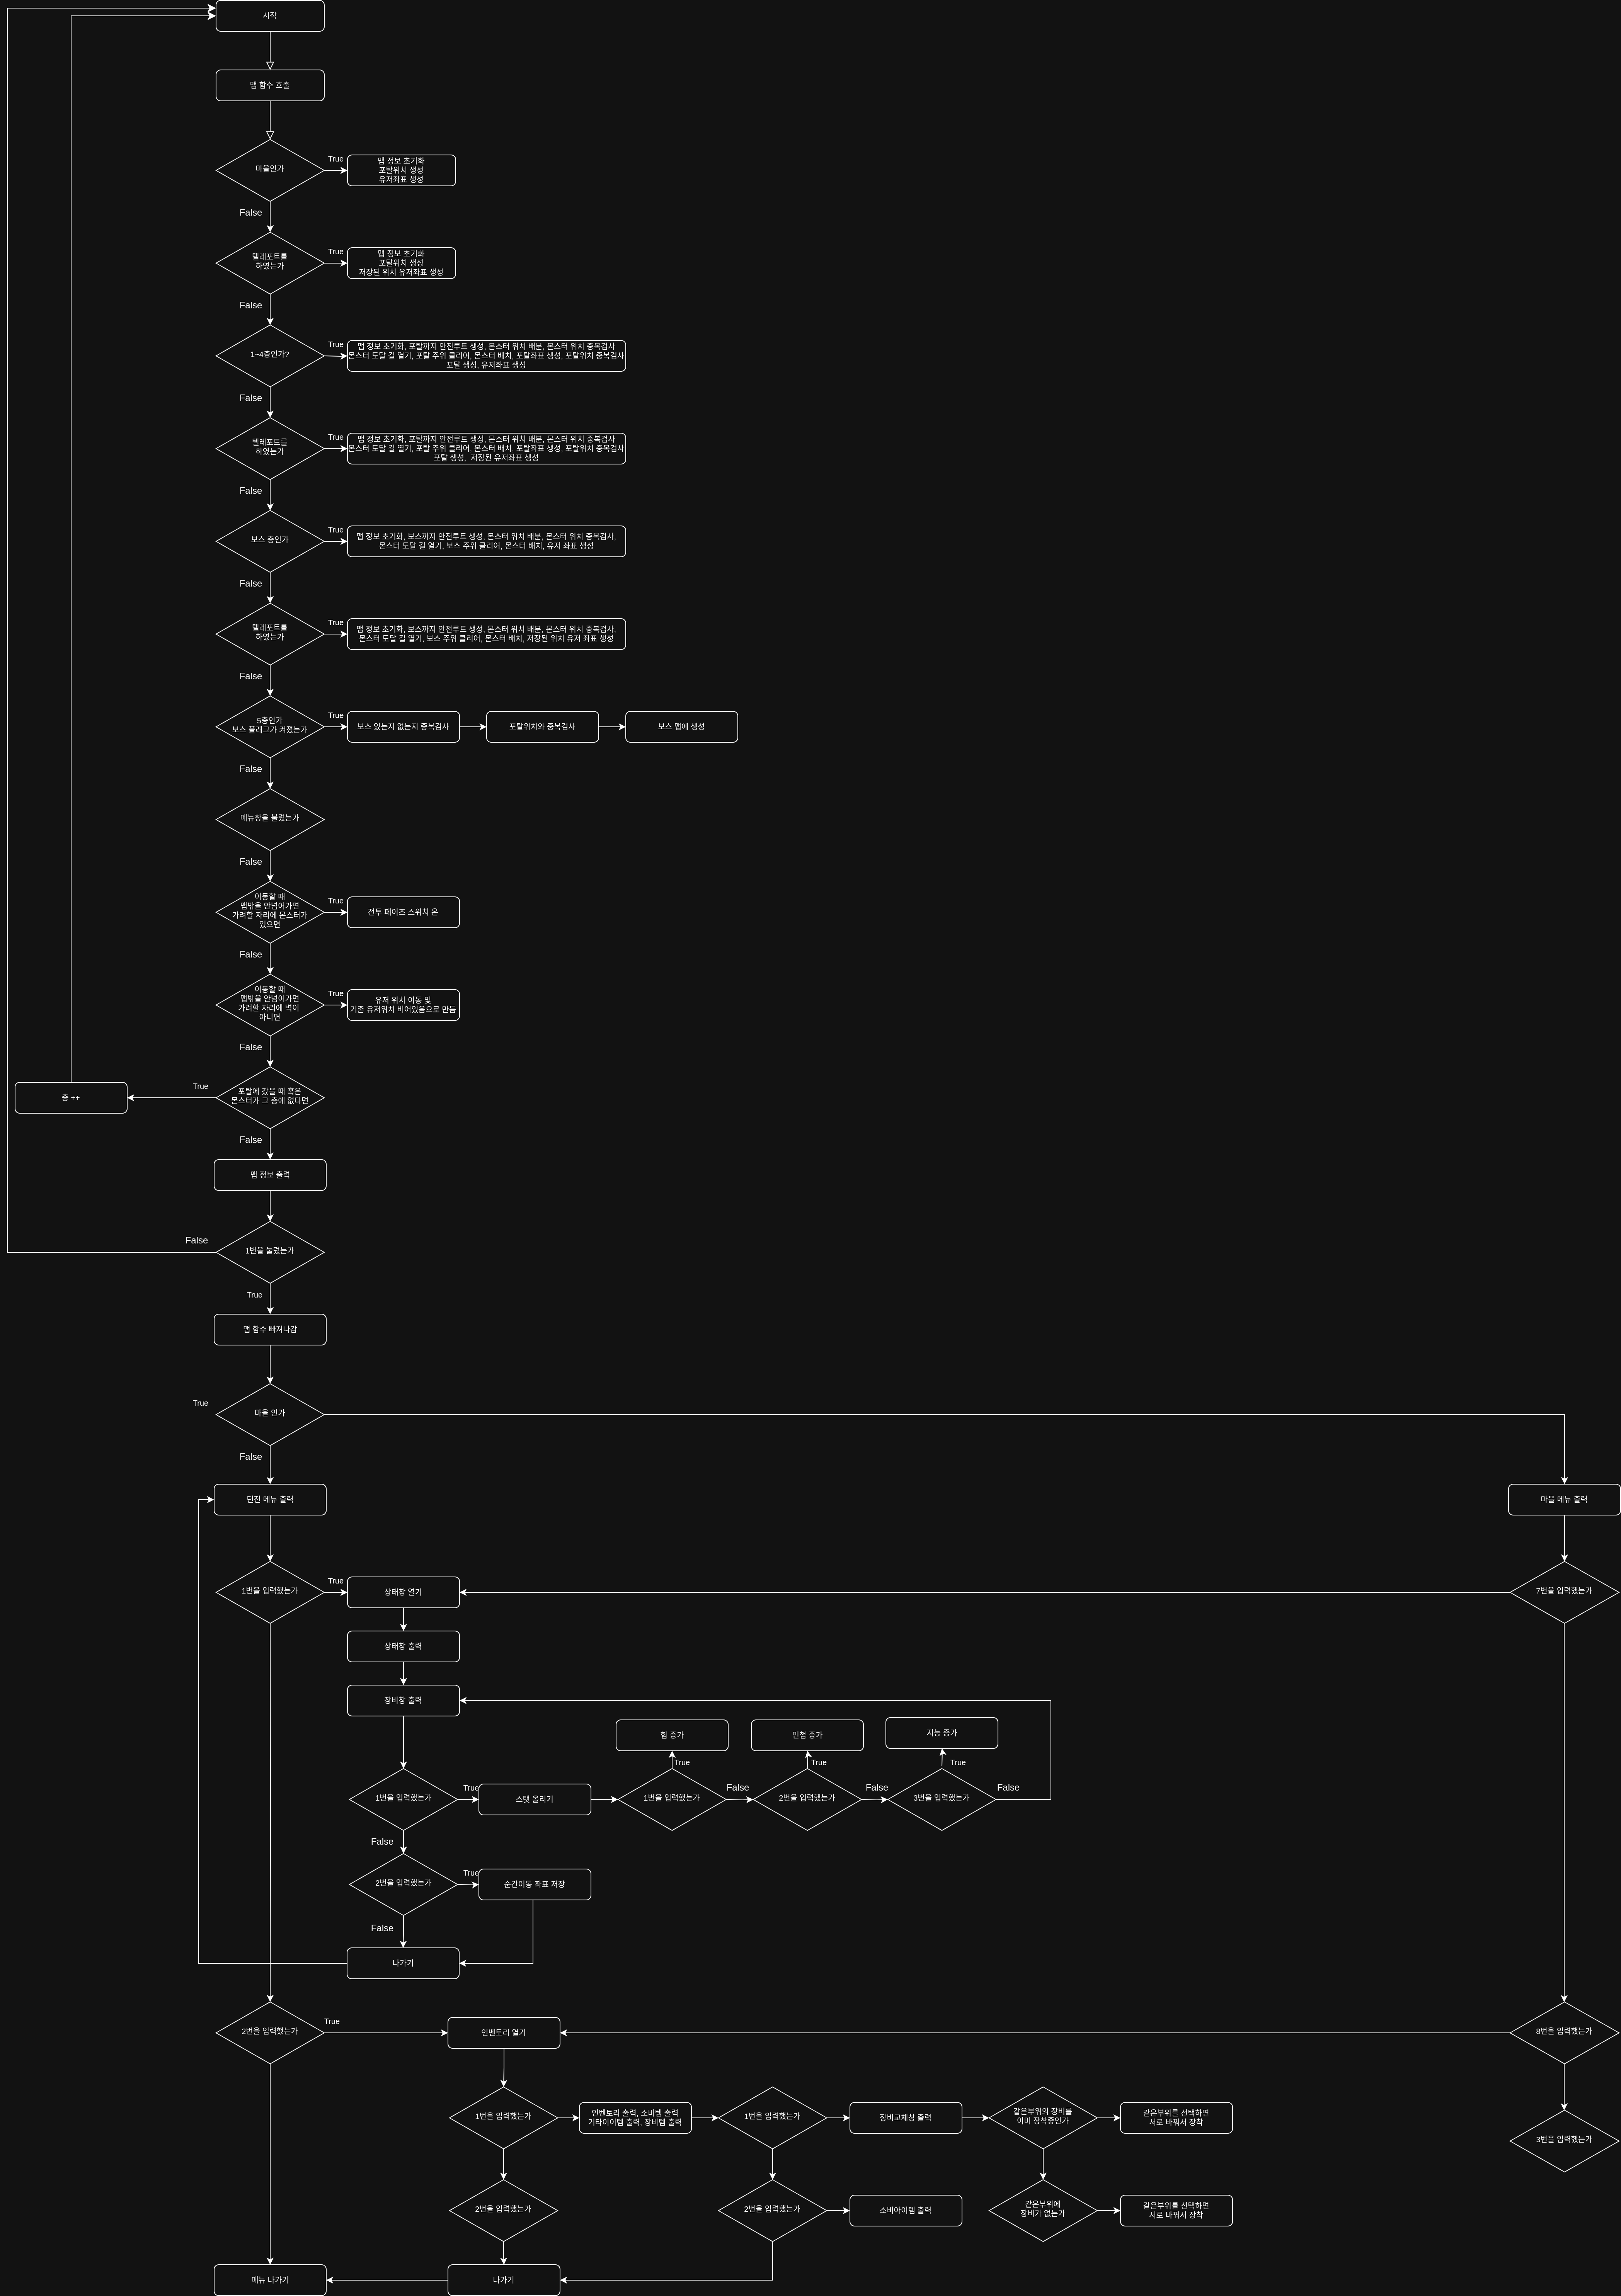 시작
맵 함수 호출
마을인가
True
맵 정보 초기화
포탈위치 생성
유저좌표 생성
False
텔레포트를
하였는가
True
맵 정보 초기화
포탈위치 생성
저장된 위치 유저좌표 생성
False
1~4층인가?
True
맵 정보 초기화, 포탈까지 안전루트 생성, 몬스터 위치 배분, 몬스터 위치 중복검사
몬스터 도달 길 열기, 포탈 주위 클리어, 몬스터 배치, 포탈좌표 생성, 포탈위치 중복검사
포탈 생성, 유저좌표 생성
False
텔레포트를
하였는가
True
맵 정보 초기화, 포탈까지 안전루트 생성, 몬스터 위치 배분, 몬스터 위치 중복검사
몬스터 도달 길 열기, 포탈 주위 클리어, 몬스터 배치, 포탈좌표 생성, 포탈위치 중복검사
포탈 생성, 저장된 유저좌표 생성
False
보스 층인가
True
맵 정보 초기화, 보스까지 안전루트 생성, 몬스터 위치 배분, 몬스터 위치 중복검사,
몬스터 도달 길 열기, 보스 주위 클리어, 몬스터 배치, 유저 좌표 생성
False
텔레포트를
하였는가
True
맵 정보 초기화, 보스까지 안전루트 생성, 몬스터 위치 배분, 몬스터 위치 중복검사,
몬스터 도달 길 열기, 보스 주위 클리어, 몬스터 배치, 저장된 위치 유저 좌표 생성
False
5층인가
보스 플래그가 켜졌는가
True
보스 있는지 없는지 중복검사
포탈위치와 중복검사
보스 맵에 생성
False
메뉴창을 불렀는가
False
이동할 때
맵밖을 안넘어가면
가려할 자리에 몬스터가
있으면
True
전투 페이즈 스위치 온
False
이동할 때
맵밖을 안넘어가면
가려할 자리에 벽이
아니면
True
유저 위치 이동 및
기존 유저위치 비어있음으로 만듬
False
포탈에 갔을 때 혹은
몬스터가 그 층에 없다면
True
층 ++
False
맵 정보 출력
False
1번을 눌렀는가
True
맵 함수 빠져나감
True
마을 인가
False
던전 메뉴 출력
마을 메뉴 출력
1번을 입력했는가
True
상태창 열기
7번을 입력했는가
상태창 출력
장비창 출력
힘 증가
민첩 증가
지능 증가
True
True
True
1번을 입력했는가
True
스탯 올리기
1번을 입력했는가
False
2번을 입력했는가
False
3번을 입력했는가
False
False
2번을 입력했는가
True
순간이동 좌표 저장
False
나가기
2번을 입력했는가
True
인벤토리 열기
8번을 입력했는가
1번을 입력했는가
인벤토리 출력, 소비템 출력
기타이이템 출력, 장비템 출력
1번을 입력했는가
장비교체창 출력
같은부위의 장비를
이미 장착중인가
같은부위를 선택하면
서로 바꿔서 장착
3번을 입력했는가
2번을 입력했는가
2번을 입력했는가
소비아이템 출력
같은부위에
장비가 없는가
같은부위를 선택하면
서로 바꿔서 장착
메뉴 나가기
나가기